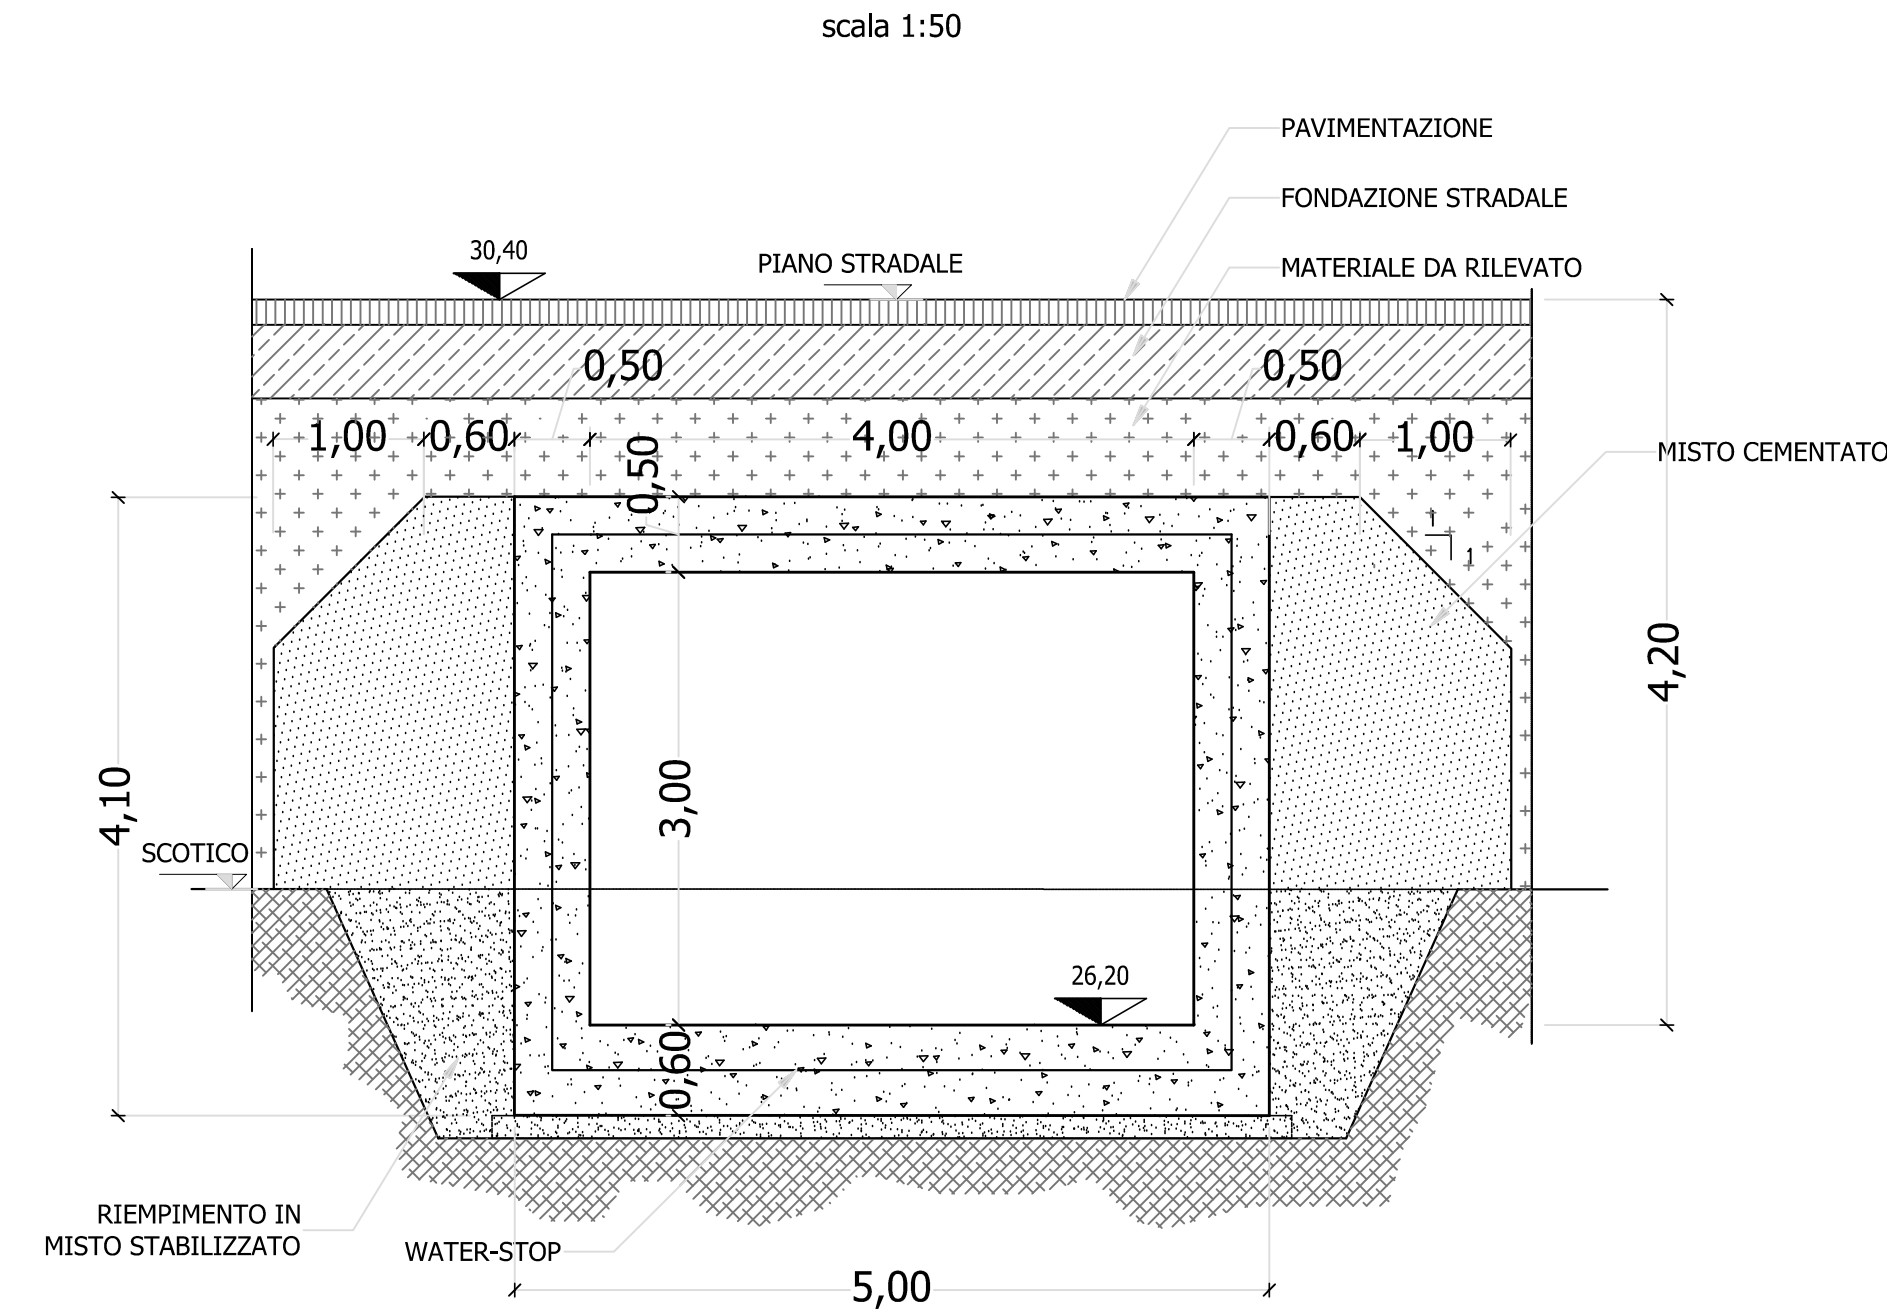 scala 1:50
PAVIMENTAZIONE
FONDAZIONE STRADALE
30,40
PIANO STRADALE
MATERIALE DA RILEVATO
0,50
0,50
1,00
0,60
4,00
0,60
1,00
0,50
MISTO CEMENTATO
1
1
4,20
3,00
4,10
SCOTICO
26,20
0,60
RIEMPIMENTO IN
MISTO STABILIZZATO
WATER-STOP
5,00